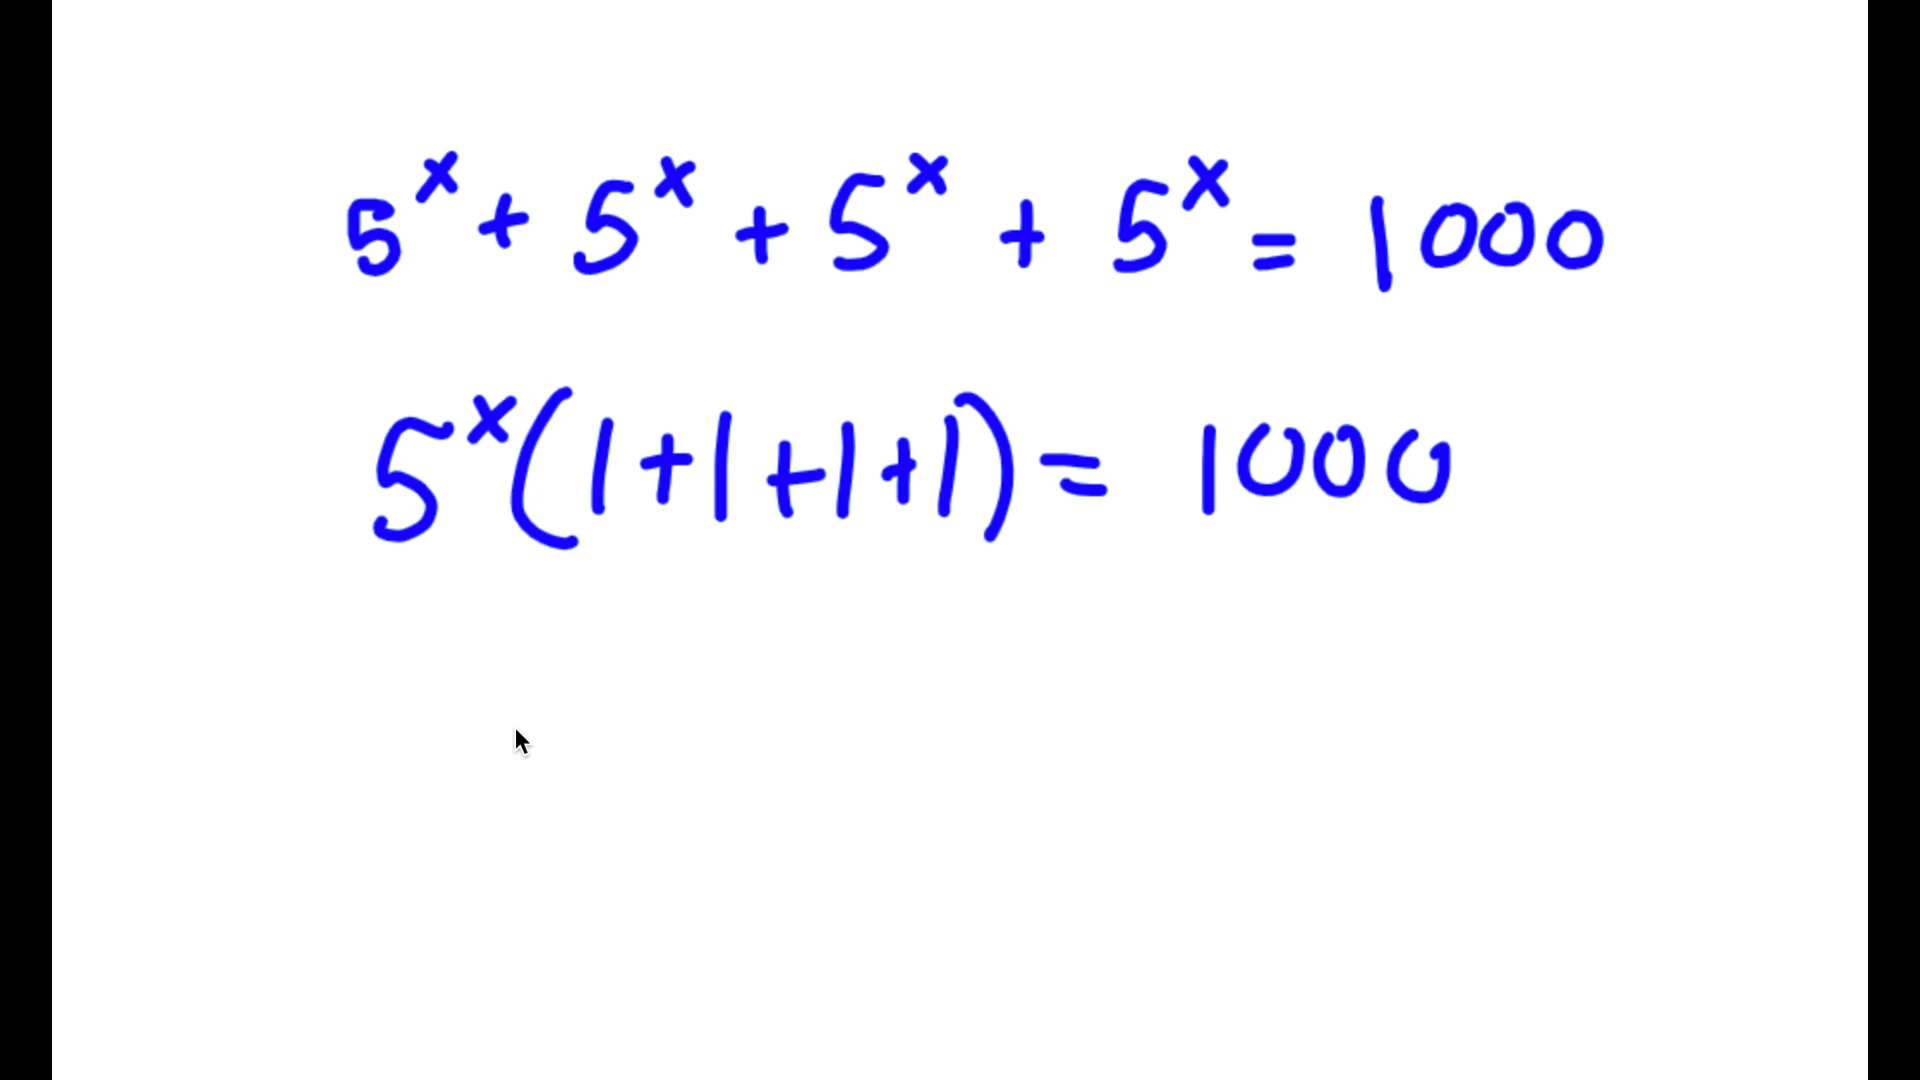 5^x + 5^x + 5^x + 5^x = 1000
5^x(1+1+1+1) = 1000